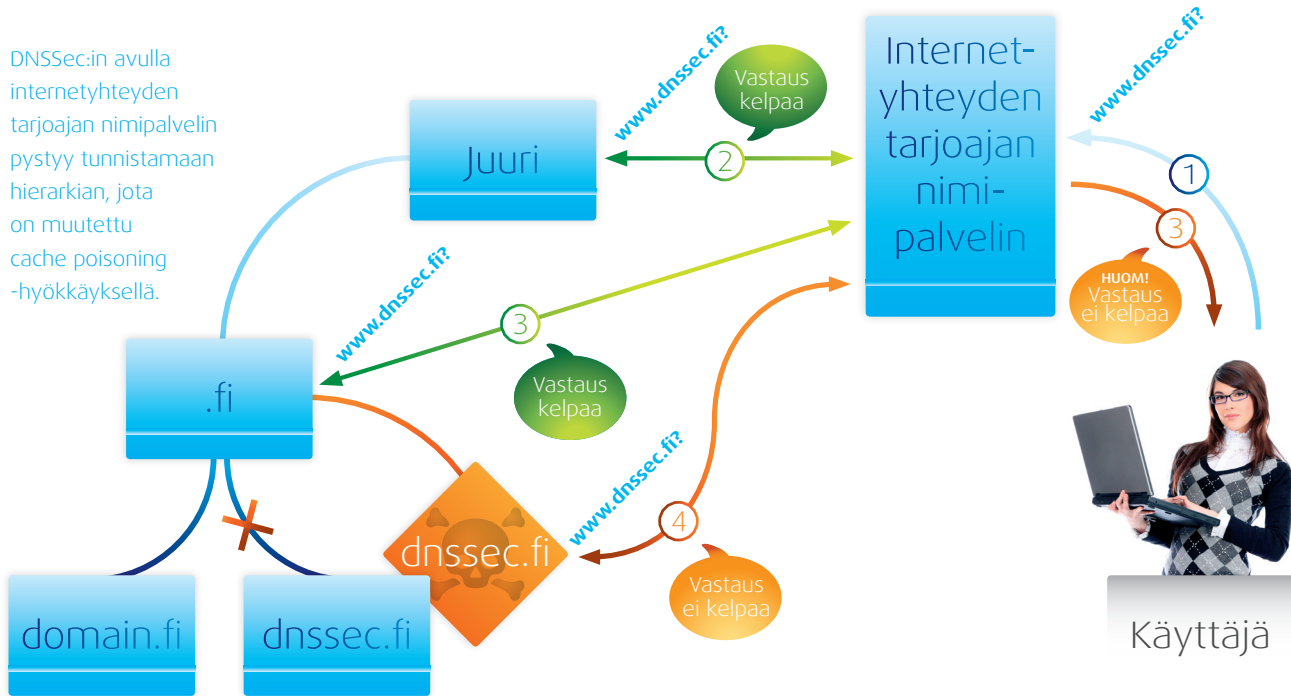 DNSSec:in avulla
internetyhteyden
tarjoajan nimipalvelin
pystyy tunnistamaan
hierarkian, jota
on muutettu
cache poisoning
-hyökkäyksellä.
Juuri
www.dnssec.fi?
Vastaus
kelpaa
2
Internet-
yhteyden
tarjoajan
nimi-
palvelin
www.dnssec.fi?
1
3
HUOM!
Vastaus
ei kelpaa
www.dnssec.fi?
3
Vastaus
kelpaa
.fi
www.dnssec.fi?
4
Vastaus
ei kelpaa
dnssec.fi
domain.fi
dnssec.fi
Käyttäjä